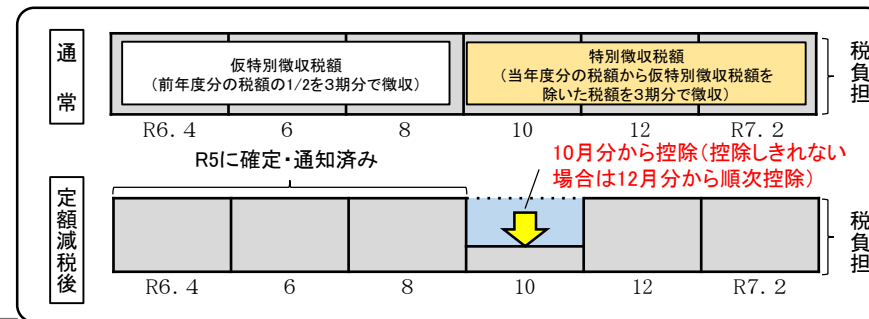 通常
仮特別徴収税額
(前年度分の税額の1/2を3期分で徴収)
特別徴収税額
(当年度分の税額から仮特別徴収税額を
除いた税額を3期分で徴収)
税負担
R6.4
6
8
10
12
R7.2
R5に確定・通知済み
10月分から控除(控除しきれない
場合は12月分から順次控除)
定額減税後
税負担
R6.4
6
8
10
12
R7.2